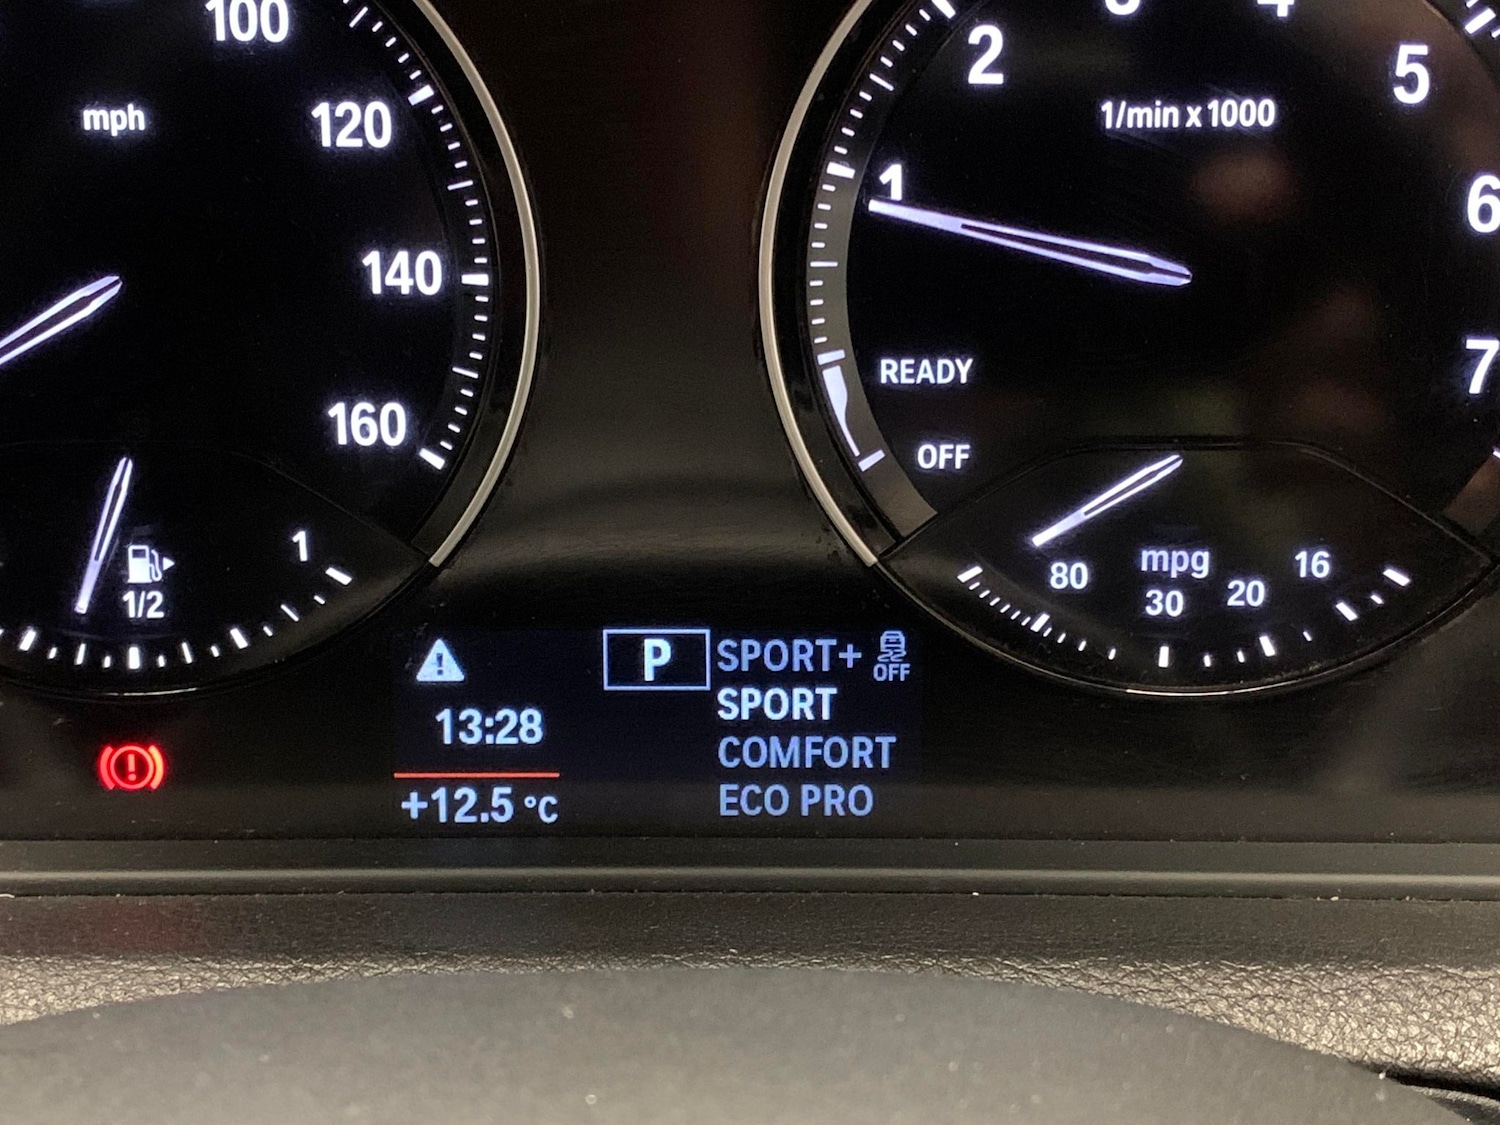 100
mph
120
140
160
1
1/2
2
5
1/min x 1000
1
6
7
READY
OFF
80
mpg
30
20
16
P
SPORT+
OFF
SPORT
COMFORT
ECO PRO
13:28
+12.5 °C